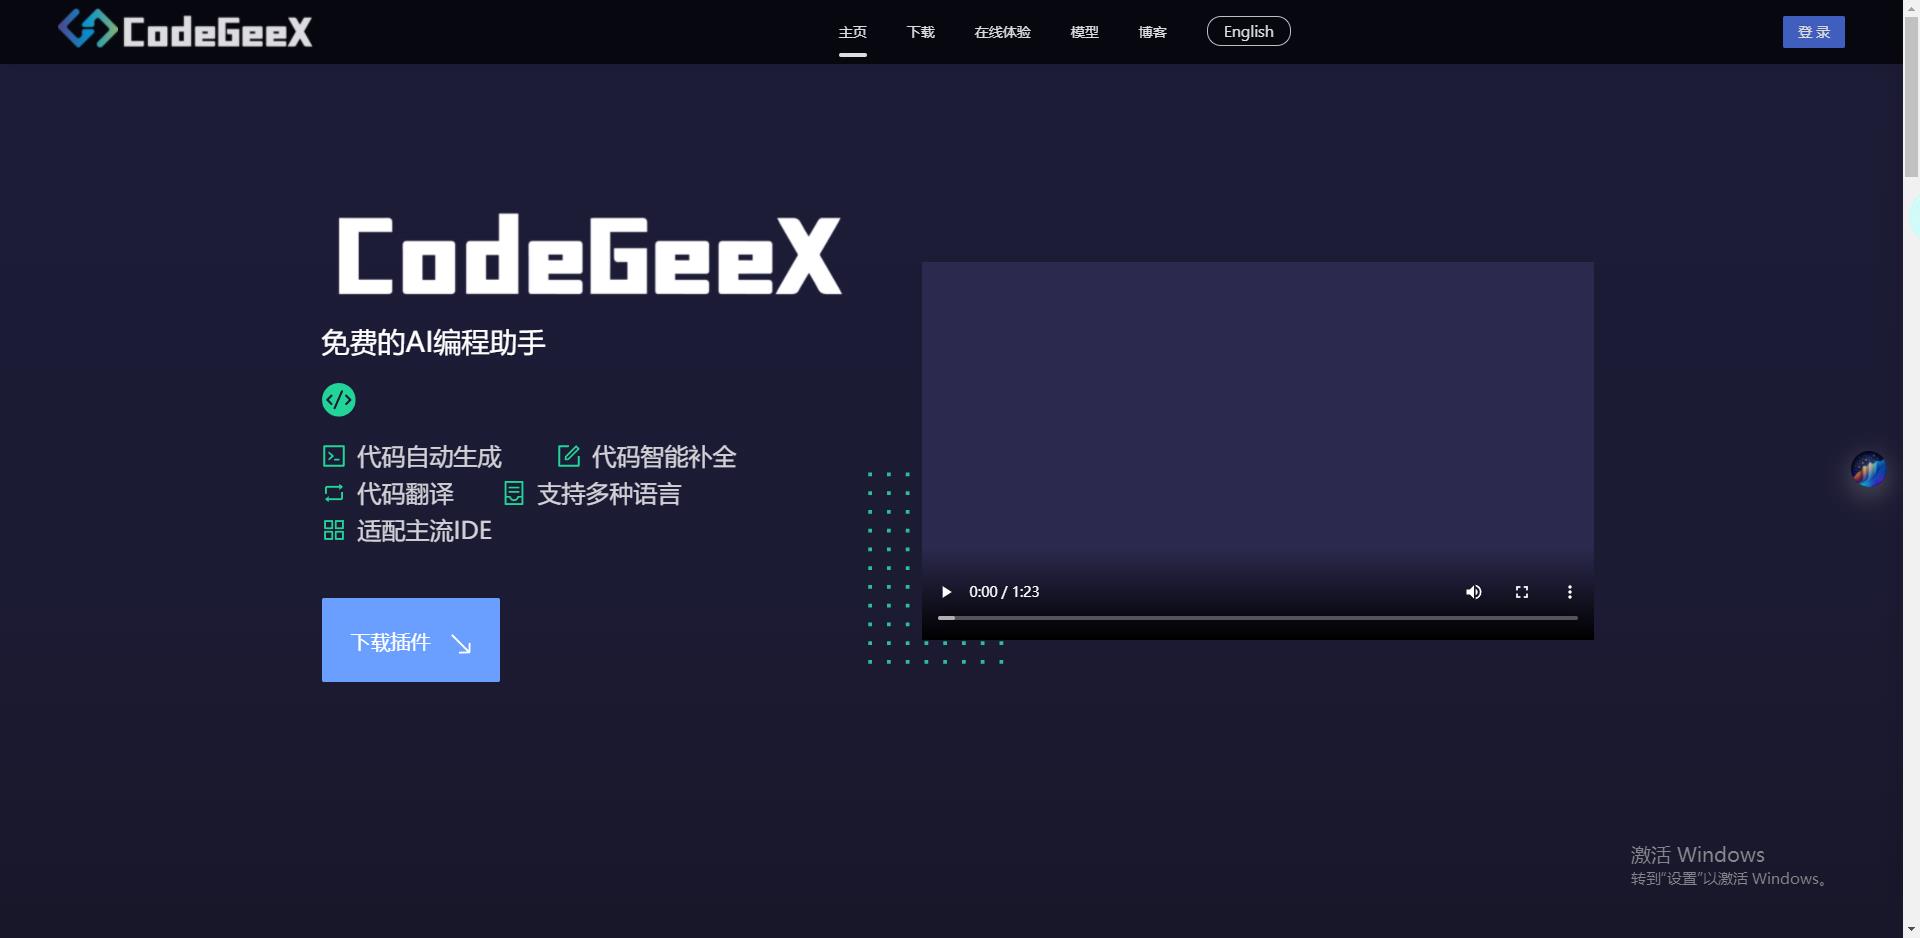 CodeGeeX
主页 下载 在线体验 模型 博客 English 登录
CodeGeeX
免费的AI编程助手
代码自动生成 代码智能补全
代码翻译 支持多种语言
适配主流IDE
下载插件
0:00 / 1:23
激活 Windows
转到“设置”以激活 Windows。